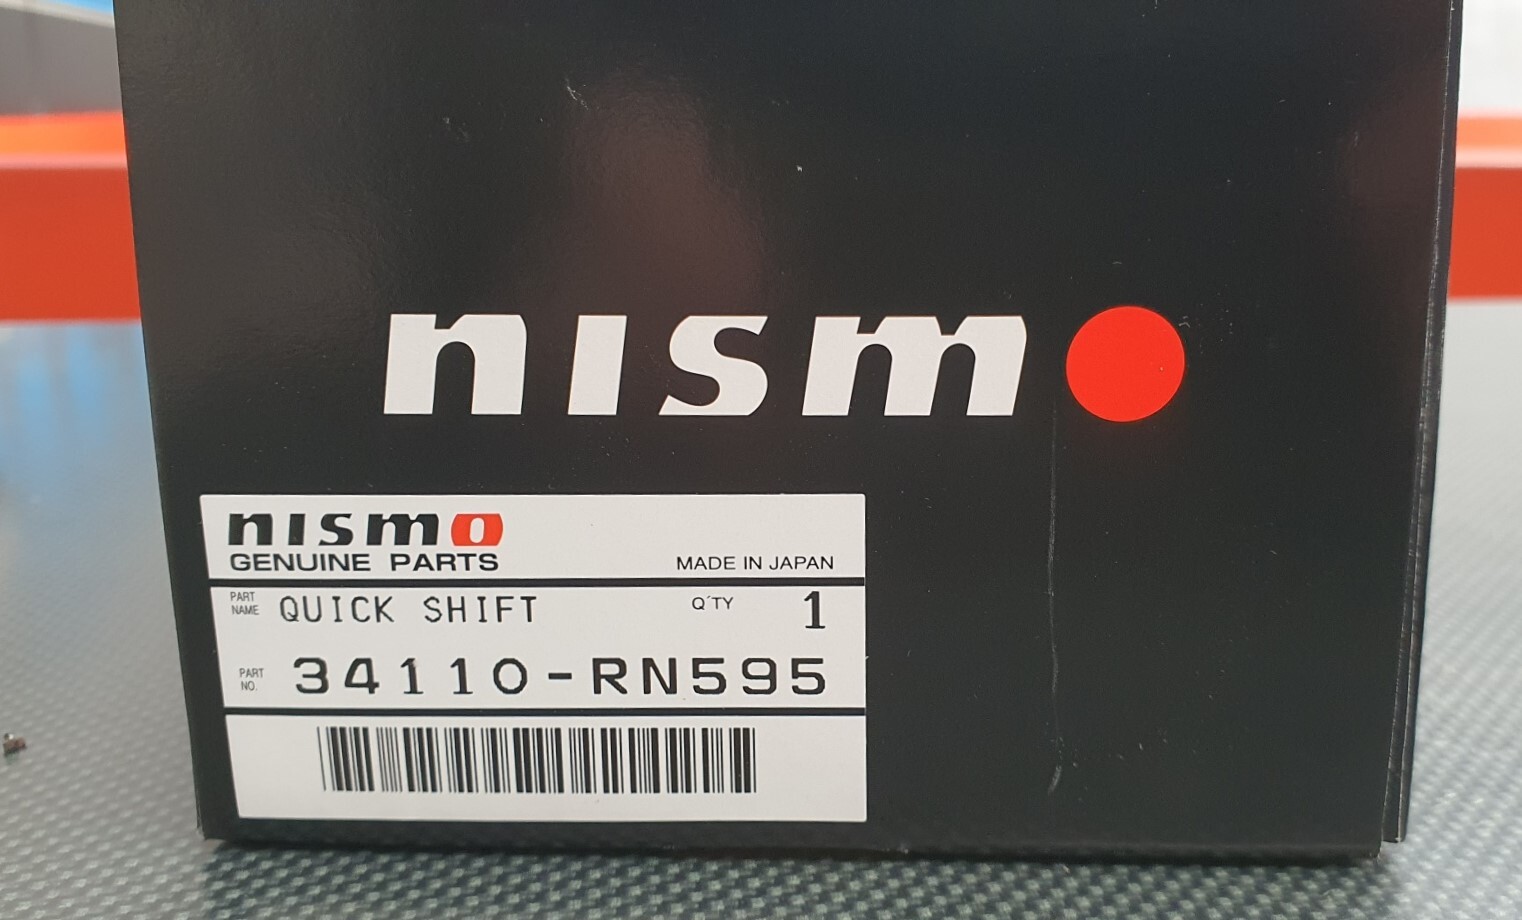 nismo
nismo
GENUINE PARTS
MADE IN JAPAN
PART NAME QUICK SHIFT Q'TY 1
PART NO. 34110-RN595